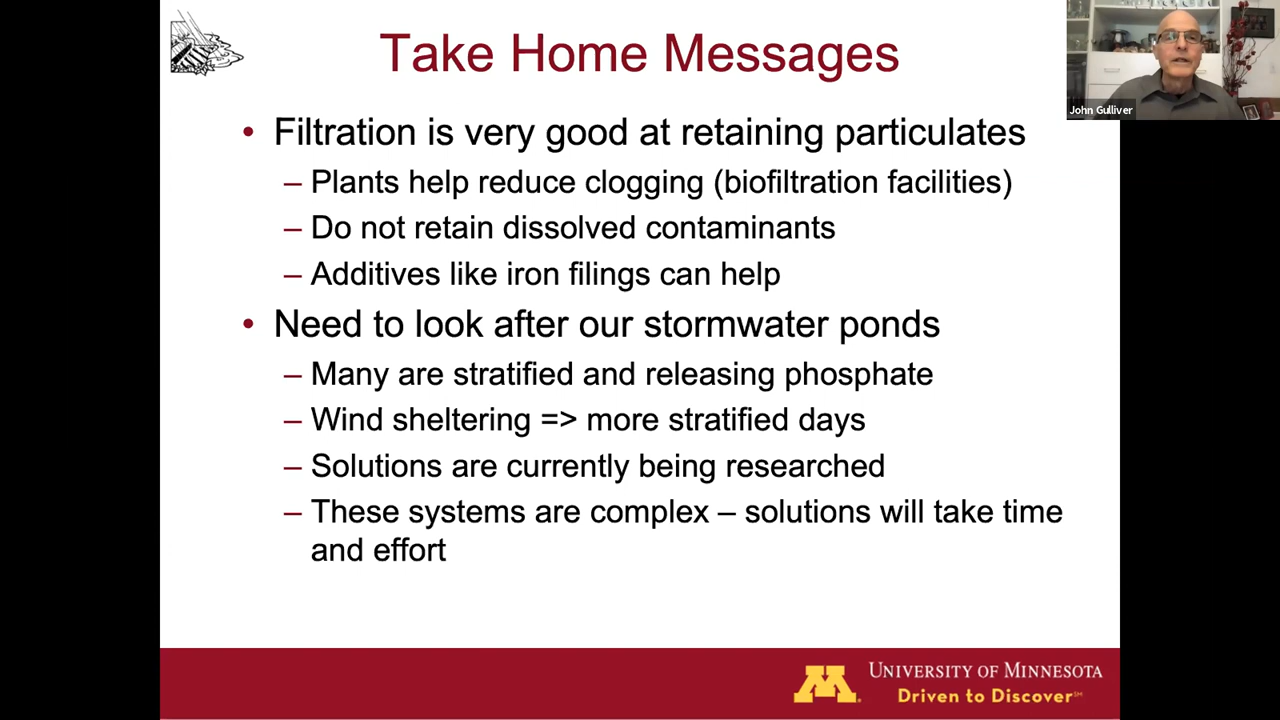 Take Home Messages
John Gulliver
• Filtration is very good at retaining particulates
– Plants help reduce clogging (biofiltration facilities)
– Do not retain dissolved contaminants
– Additives like iron filings can help
• Need to look after our stormwater ponds
– Many are stratified and releasing phosphate
– Wind sheltering => more stratified days
– Solutions are currently being researched
– These systems are complex – solutions will take time
and effort
M
UNIVERSITY OF MINNESOTA
Driven to Discover℠